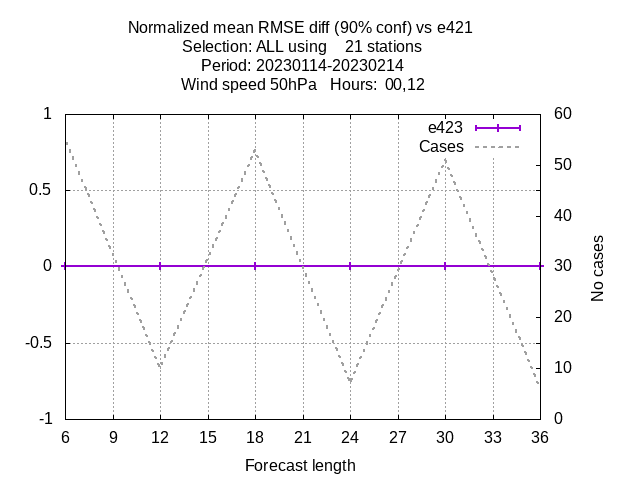 Normalized mean RMSE diff (90% conf) vs e421
Selection: ALL using    21 stations
Period: 20230114-20230214
Wind speed 50hPa   Hours:  00,12
e423
Cases
1
0.5
0
-0.5
-1
60
50
40
30
20
10
0
No cases
6 9 12 15 18 21 24 27 30 33 36
Forecast length